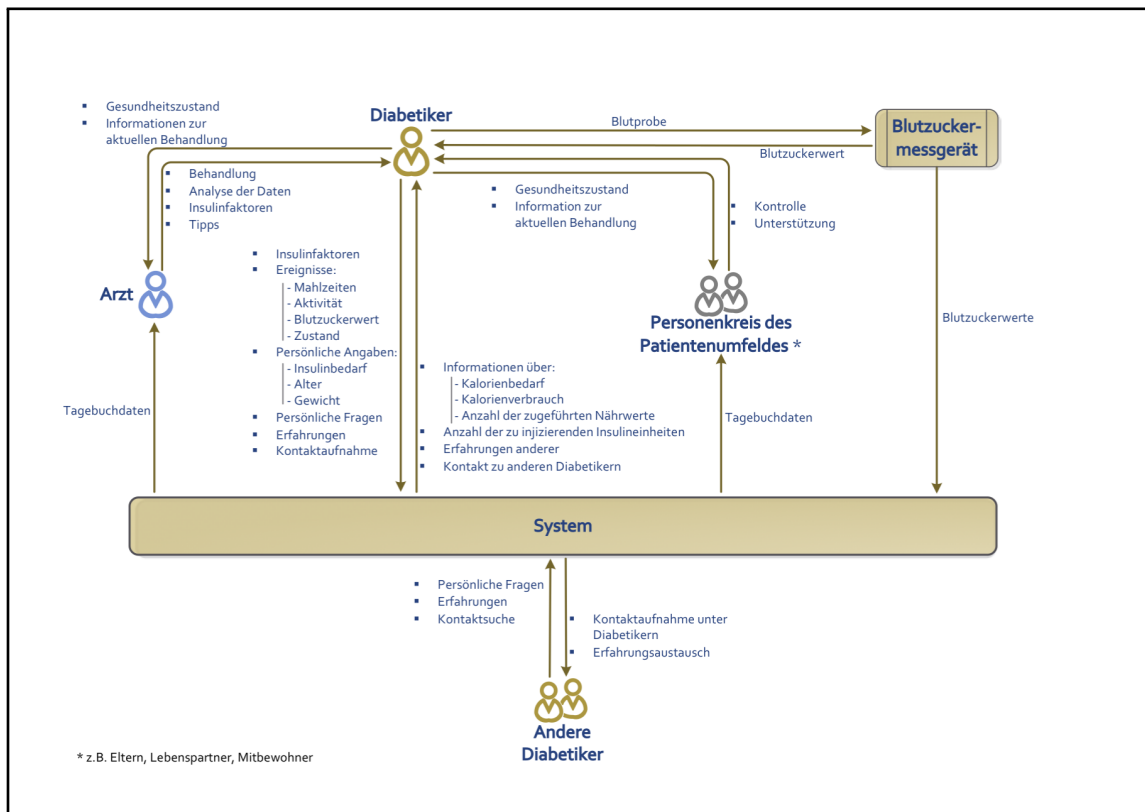 ▪ Gesundheitszustand
▪ Informationen zur
aktuellen Behandlung
Diabetiker
Blutprobe
Blutzuckerwert
Blutzucker-
messgerät
▪ Behandlung
▪ Analyse der Daten
▪ Insulinfaktoren
▪ Tipps
▪ Gesundheitszustand
▪ Information zur
aktuellen Behandlung
▪ Kontrolle
▪ Unterstützung
Arzt
▪ Insulinfaktoren
▪ Ereignisse:
- Mahlzeiten
- Aktivität
- Blutzuckerwert
- Zustand
▪ Persönliche Angaben:
- Insulinbedarf
- Alter
- Gewicht
▪ Persönliche Fragen
▪ Erfahrungen
▪ Kontaktaufnahme
Personenkreis des
Patientenumfeldes *
Blutzuckerwerte
▪ Informationen über:
- Kalorienbedarf
- Kalorienverbrauch
- Anzahl der zugeführten Nährwerte
▪ Anzahl der zu injizierenden Insulineinheiten
▪ Erfahrungen anderer
▪ Kontakt zu anderen Diabetikern
Tagebuchdaten
Tagebuchdaten
System
▪ Persönliche Fragen
▪ Erfahrungen
▪ Kontaktsuche
▪ Kontaktaufnahme unter
Diabetikern
▪ Erfahrungsaustausch
Andere
Diabetiker
* z.B. Eltern, Lebenspartner, Mitbewohner